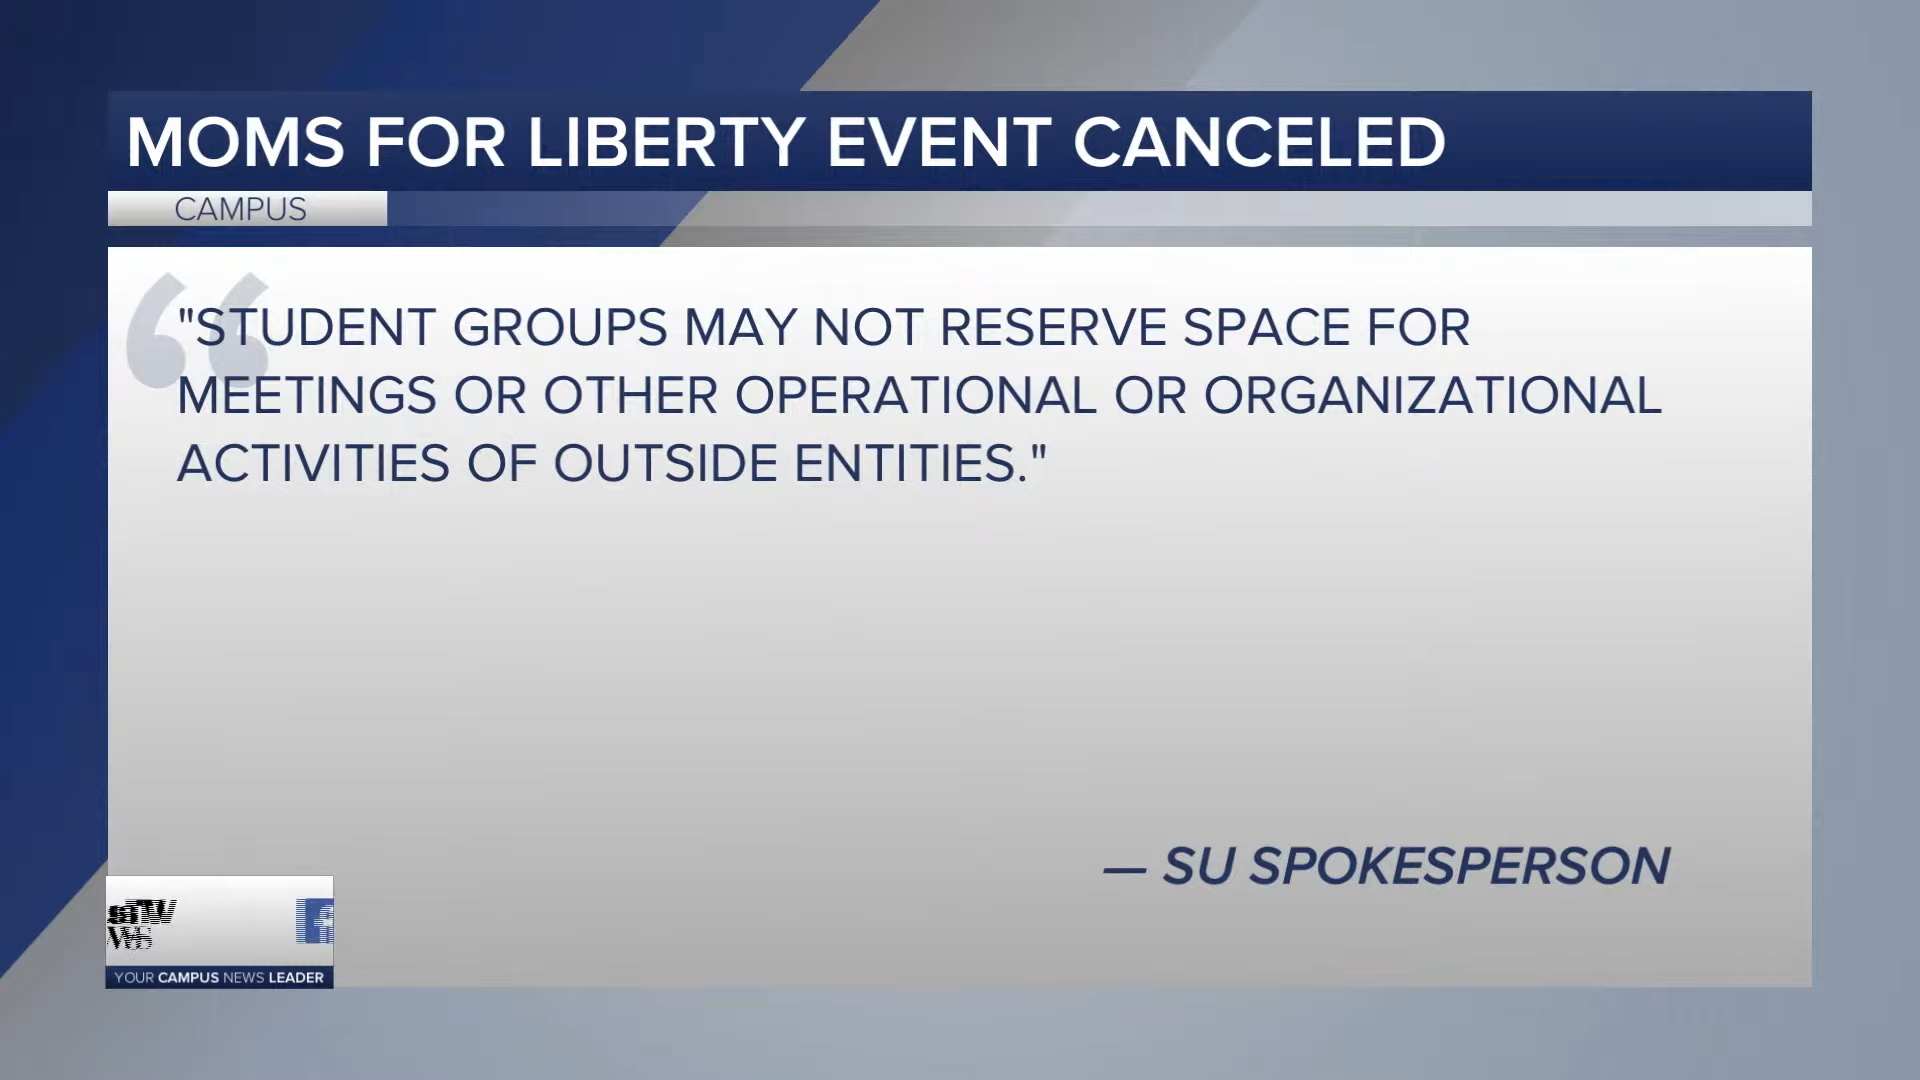 MOMS FOR LIBERTY EVENT CANCELED
CAMPUS
"STUDENT GROUPS MAY NOT RESERVE SPACE FOR
MEETINGS OR OTHER OPERATIONAL OR ORGANIZATIONAL
ACTIVITIES OF OUTSIDE ENTITIES."
— SU SPOKESPERSON
YOUR CAMPUS NEWS LEADER